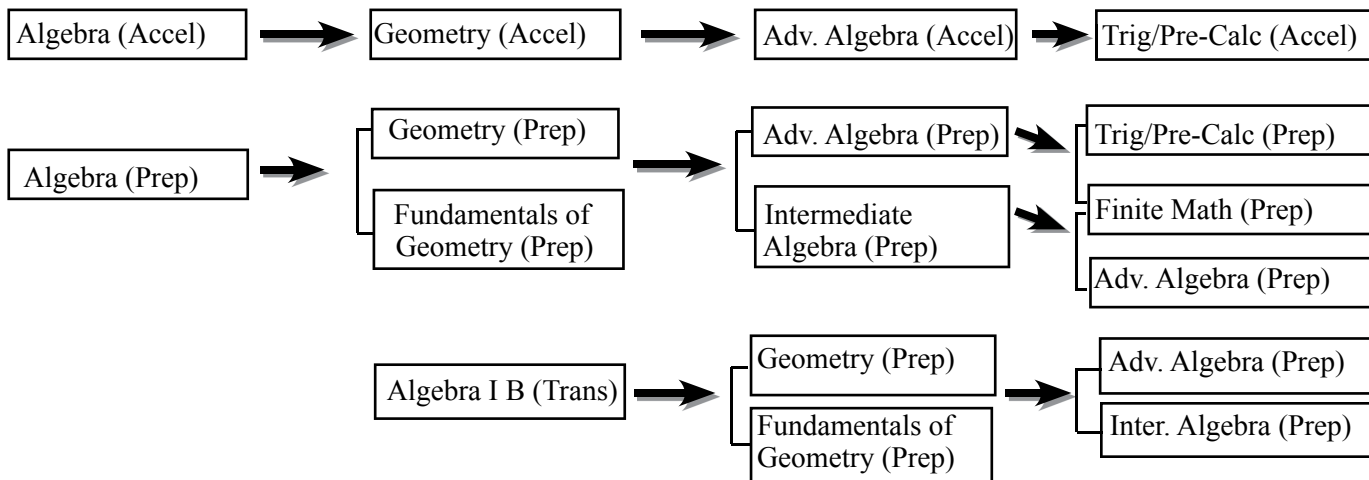 Algebra (Accel)
Geometry (Accel)
Adv. Algebra (Accel)
Trig/Pre-Calc (Accel)
Algebra (Prep)
Geometry (Prep)
Fundamentals of
Geometry (Prep)
Adv. Algebra (Prep)
Intermediate
Algebra (Prep)
Trig/Pre-Calc (Prep)
Finite Math (Prep)
Adv. Algebra (Prep)
Algebra I B (Trans)
Geometry (Prep)
Fundamentals of
Geometry (Prep)
Adv. Algebra (Prep)
Inter. Algebra (Prep)